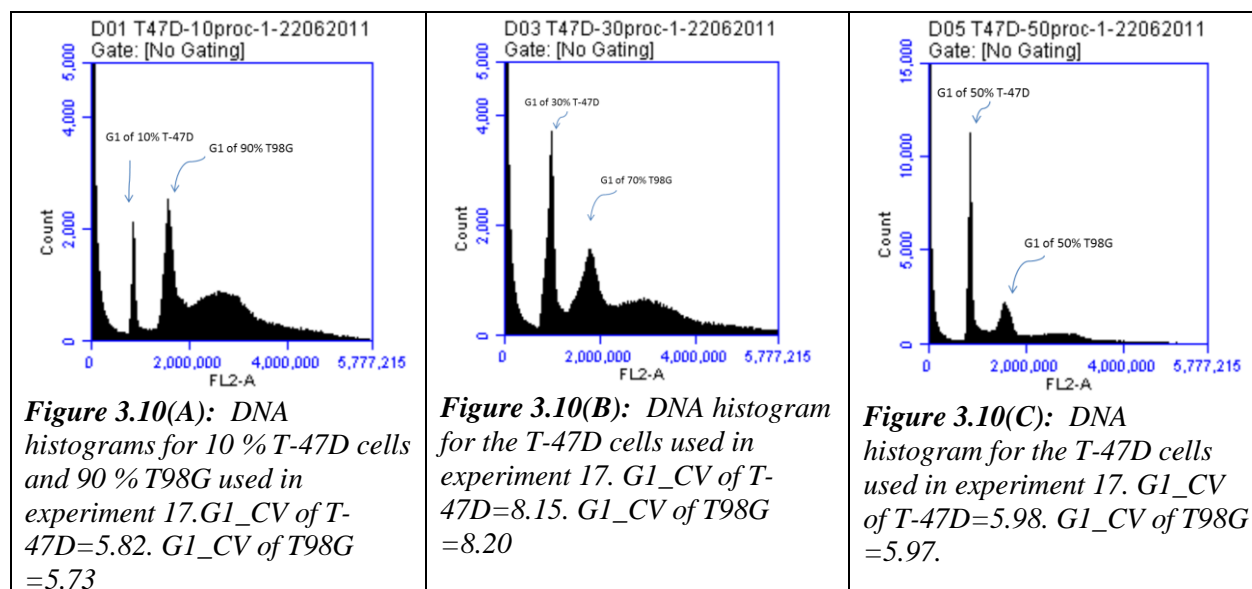 D01 T47D-10proc-1-22062011
Gate: [No Gating]
5,000
4,000
2,000
0
Count
G1 of 10% T-47D
G1 of 90% T98G
0
2,000,000
4,000,000
5,777,215
FL2-A
Figure 3.10(A): DNA
histograms for 10 % T-47D cells
and 90 % T98G used in
experiment 17.G1_CV of T-
47D=5.82. G1_CV of T98G
=5.73
D03 T47D-30proc-1-22062011
Gate: [No Gating]
5,000
4,000
2,000
0
Count
G1 of 30% T-47D
G1 of 70% T98G
0
2,000,000
4,000,000
5,777,215
FL2-A
Figure 3.10(B): DNA histogram
for the T-47D cells used in
experiment 17. G1_CV of T-
47D=8.15. G1_CV of T98G
=8.20
D05 T47D-50proc-1-22062011
Gate: [No Gating]
15,000
10,000
5,000
0
Count
G1 of 50% T-47D
G1 of 50% T98G
0
2,000,000
4,000,000
5,777,215
FL2-A
Figure 3.10(C): DNA
histogram for the T-47D cells
used in experiment 17. G1_CV
of T-47D=5.98. G1_CV of T98G
=5.97.